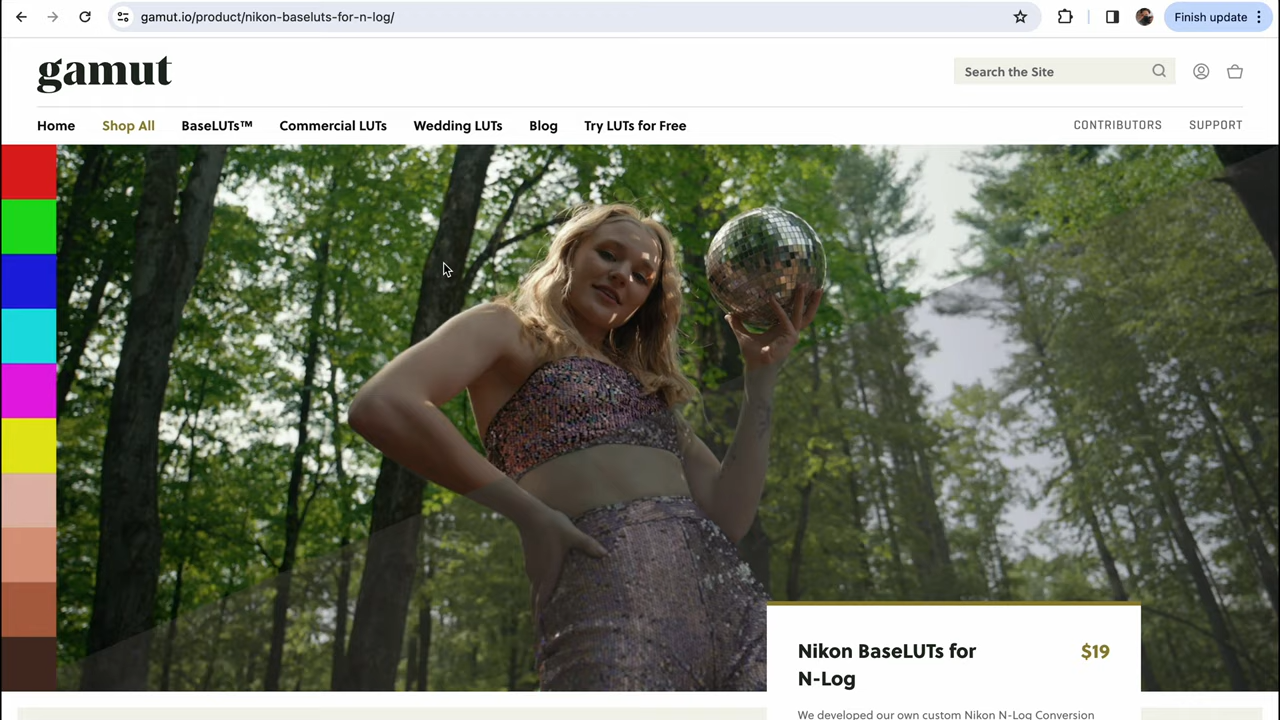 gamut.io/product/nikon-baseluts-for-n-log/
Finish update
gamut
Search the Site
Home
Shop All
BaseLUTs™
Commercial LUTs
Wedding LUTs
Blog
Try LUTs for Free
CONTRIBUTORS
SUPPORT
Nikon BaseLUTs for
N-Log
$19
We developed our own custom Nikon N-Log Conversion